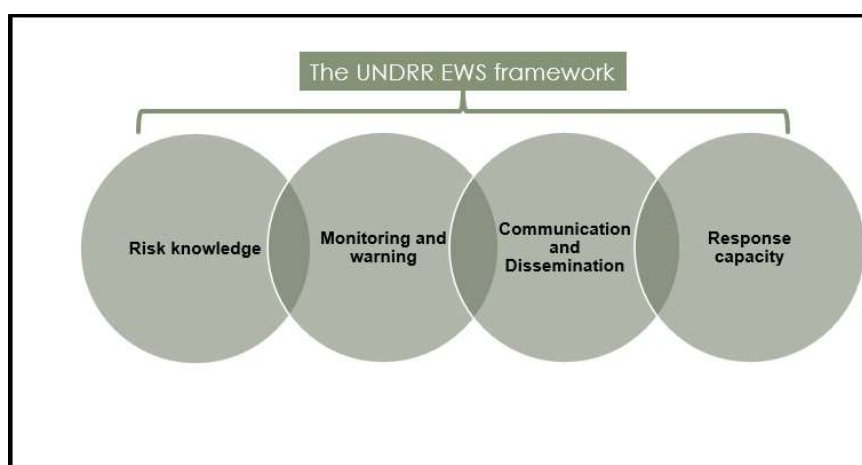 The UNDRR EWS framework
Risk knowledge
Monitoring and
warning
Communication
and
Dissemination
Response
capacity